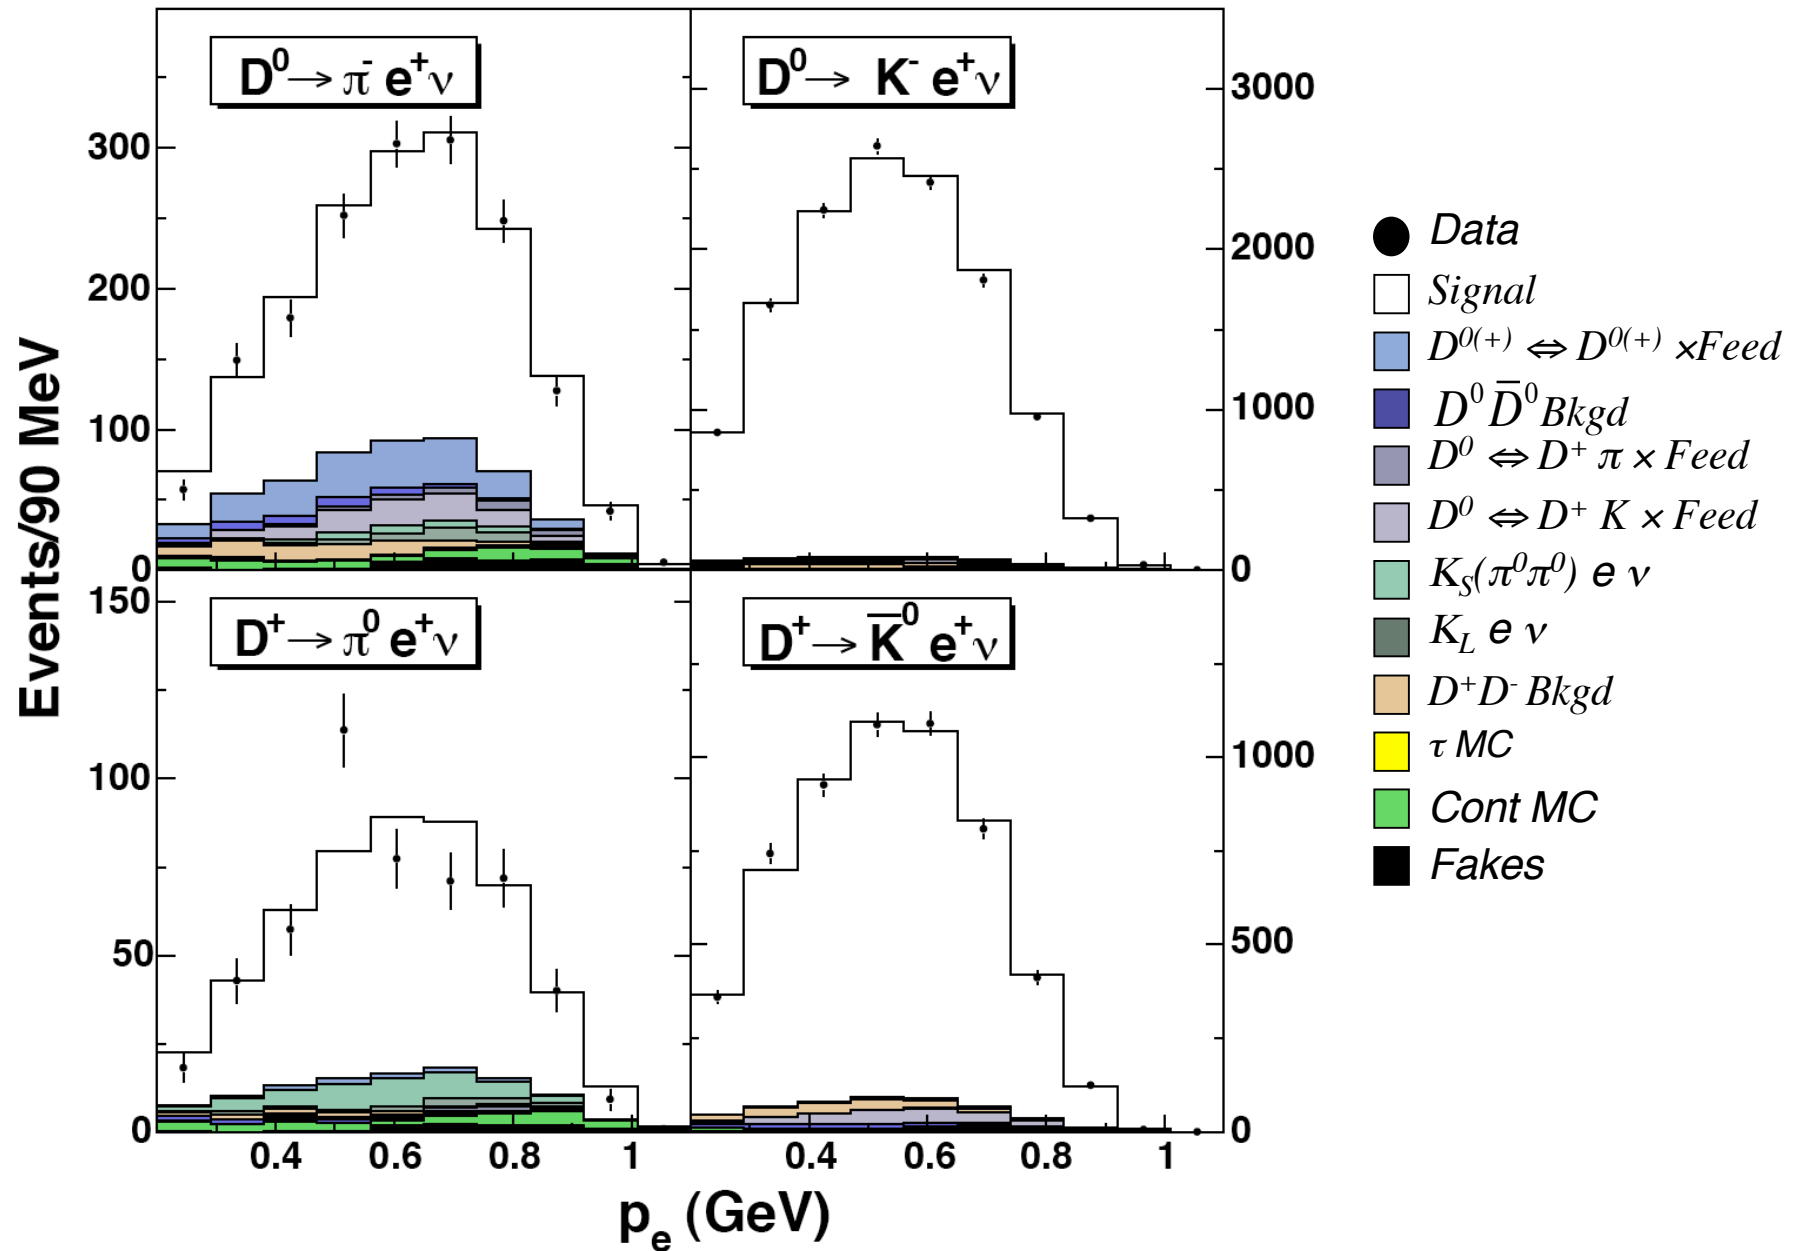 D⁰→ π⁻ e⁺ν
D⁰→ K⁻ e⁺ν
300
200
100
0
3000
2000
1000
0
Events/90 MeV
D⁺→ π⁰ e⁺ν
D⁺→ K̅⁰ e⁺ν
150
100
50
0
1000
500
0
0.4 0.6 0.8 1
0.4 0.6 0.8 1
pₑ (GeV)
Data
Signal
D⁰⁽⁺⁾ ⇔ D⁰⁽⁺⁾ ×Feed
D⁰ D̅⁰ Bkgd
D⁰ ⇔ D⁺ π × Feed
D⁰ ⇔ D⁺ K × Feed
K_S(π⁰π⁰) e ν
K_L e ν
D⁺D⁻ Bkgd
τ MC
Cont MC
Fakes